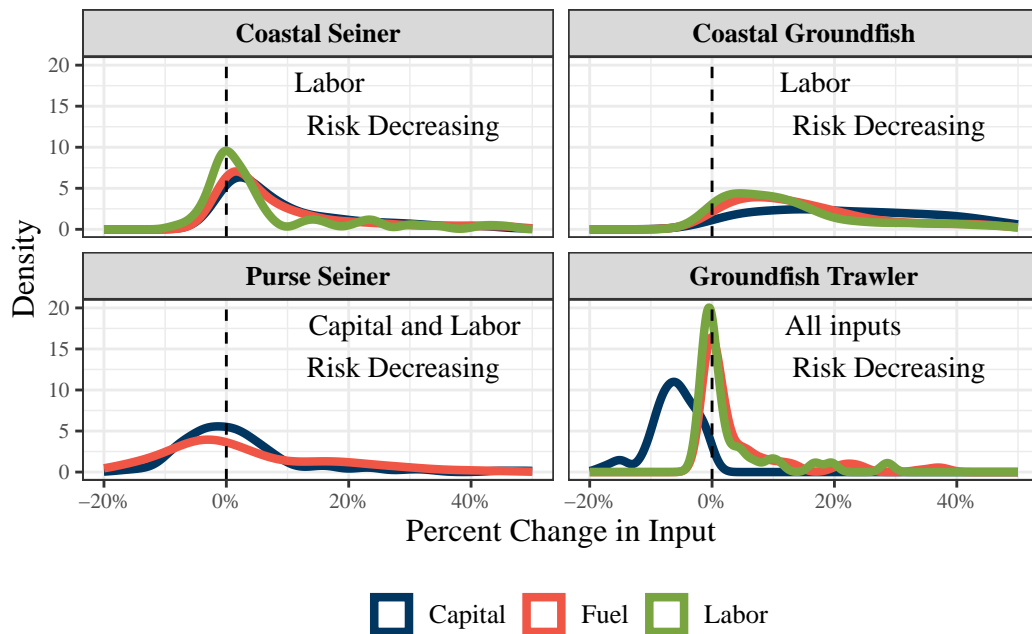 Coastal Seiner
Coastal Groundfish
20
15
10
5
0
Labor
Risk Decreasing
Labor
Risk Decreasing
Purse Seiner
Groundfish Trawler
20
15
10
5
0
Capital and Labor
Risk Decreasing
All inputs
Risk Decreasing
−20% 0% 20% 40%
−20% 0% 20% 40%
Density
Percent Change in Input
Capital Fuel Labor